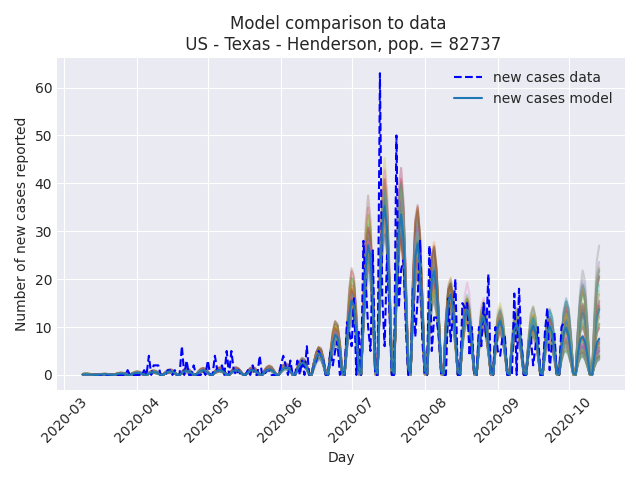 Model comparison to data
US - Texas - Henderson, pop. = 82737
new cases data
new cases model
Number of new cases reported
60
50
40
30
20
10
0
2020-03
2020-04
2020-05
2020-06
2020-07
2020-08
2020-09
2020-10
Day